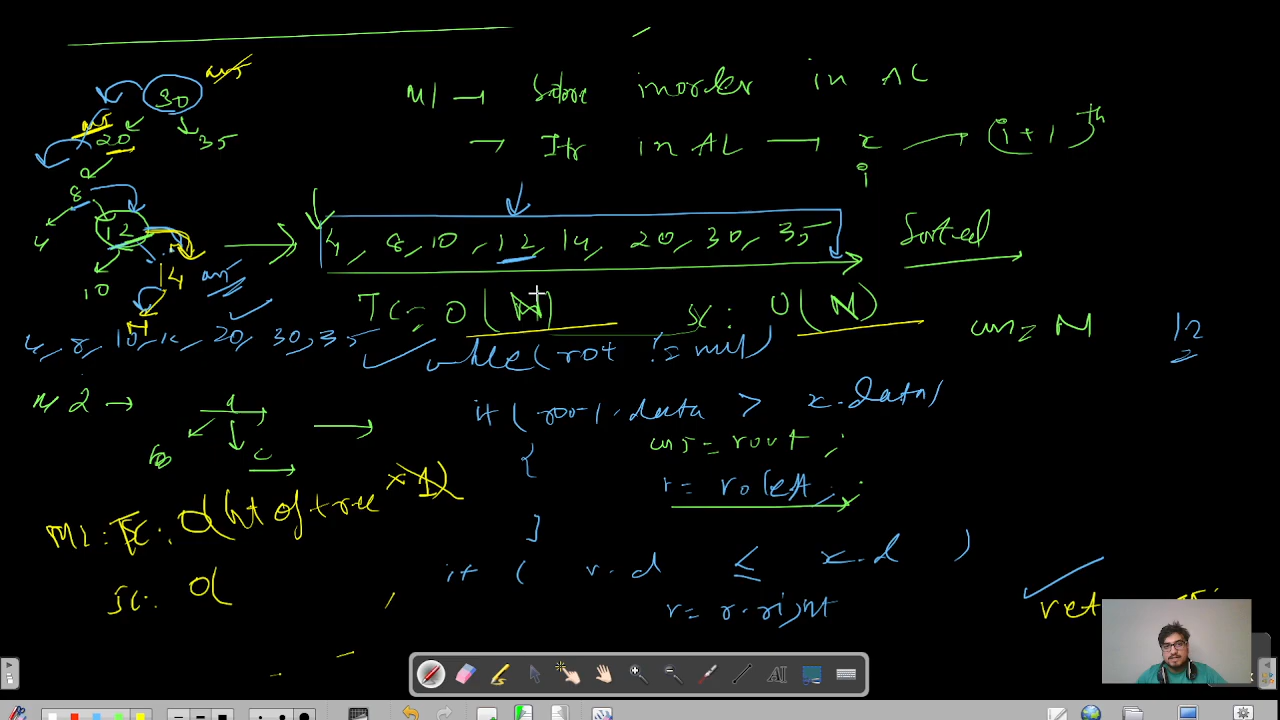 30 ans
20 35
8
4 12
10 14 ans
M1 → Store inorder in AL
→ Itr in AL → x → (i+1)th
i
4, 8, 10, 12, 14, 20, 30, 35 Sorted
TC = O(N) SC: O(N)
4, 8, 10, 12, 20, 30, 35
while (root != null)
ans = N 12
M2 →
a
b c
if (root.data > x.data)
{
ans = root;
r = root.left;
}
if (r.d ≤ x.d)
r = r.right
M2: TC: O(ht of tree
SC: O(
ret